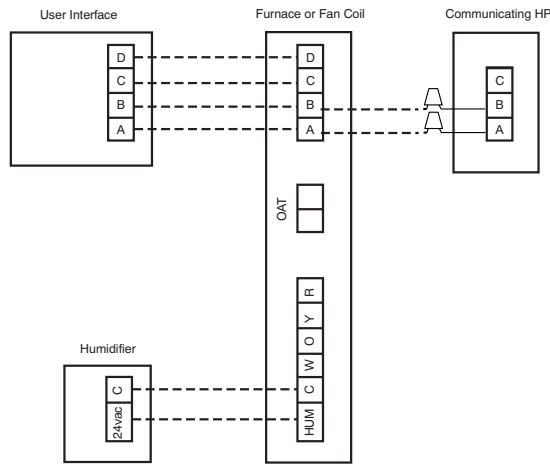 User Interface
Furnace or Fan Coil
Communicating HP
D
C
B
A
D
C
B
A
C
B
A
OAT
R
Y
O
W
C
HUM
Humidifier
C
24vac